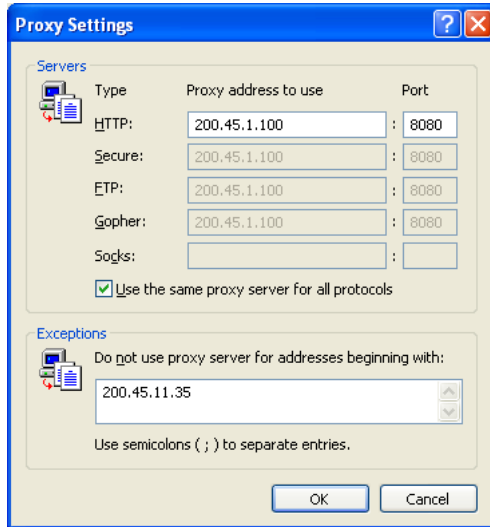 Proxy Settings
Servers
Type Proxy address to use Port
HTTP: 200.45.1.100 : 8080
Secure: 200.45.1.100 : 8080
FTP: 200.45.1.100 : 8080
Gopher: 200.45.1.100 : 8080
Socks: :
Use the same proxy server for all protocols
Exceptions
Do not use proxy server for addresses beginning with:
200.45.11.35
Use semicolons ( ; ) to separate entries.
OK Cancel